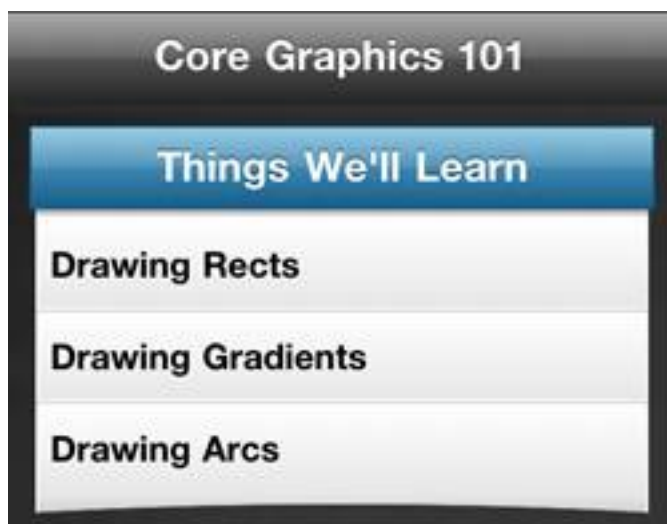 Core Graphics 101
Things We'll Learn
Drawing Rects
Drawing Gradients
Drawing Arcs